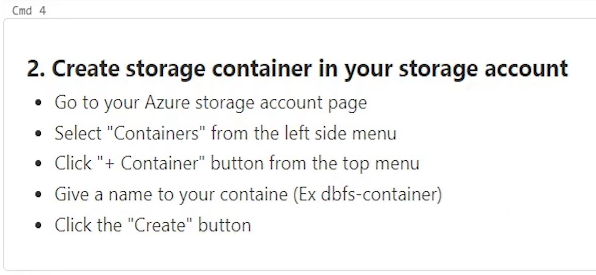 Cmd 4
2. Create storage container in your storage account
• Go to your Azure storage account page
• Select "Containers" from the left side menu
• Click "+ Container" button from the top menu
• Give a name to your containe (Ex dbfs-container)
• Click the "Create" button